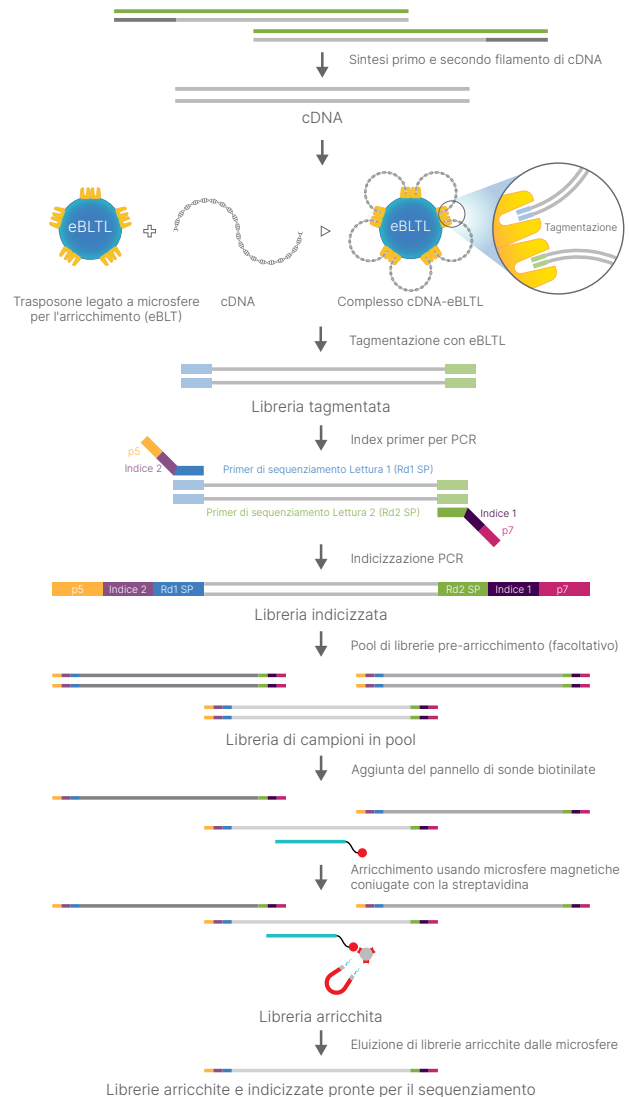 Sintesi primo e secondo filamento di cDNA
cDNA
eBLTL
eBLTL
Tagmentazione
Trasposone legato a microsfere
per l'arricchimento (eBLT)
cDNA
Complesso cDNA-eBLTL
Tagmentazione con eBLTL
Libreria tagmentata
Index primer per PCR
p5
Indice 2
Primer di sequenziamento Lettura 1 (Rd1 SP)
Primer di sequenziamento Lettura 2 (Rd2 SP)
Indice 1
p7
Indicizzazione PCR
p5 Indice 2 Rd1 SP Rd2 SP Indice 1 p7
Libreria indicizzata
Pool di librerie pre-arricchimento (facoltativo)
Libreria di campioni in pool
Aggiunta del pannello di sonde biotinilate
Arricchimento usando microsfere magnetiche
coniugate con la streptavidina
Libreria arricchita
Eluizione di librerie arricchite dalle microsfere
Librerie arricchite e indicizzate pronte per il sequenziamento